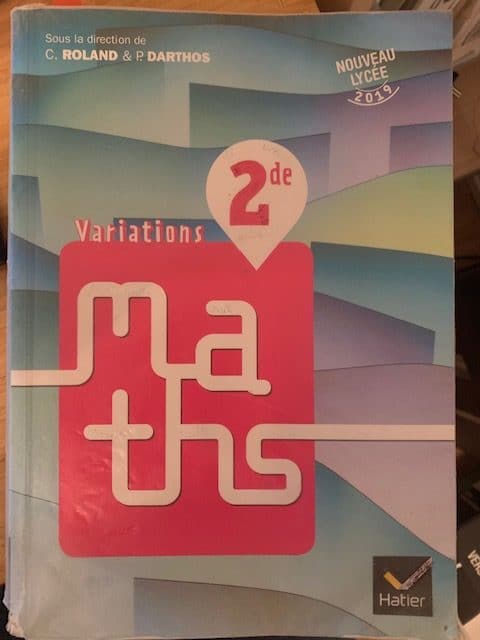 Sous la direction de
C. ROLAND & P. DARTHOS
NOUVEAU
LYCÉE
2019
2de
Variations
ma
ths
Hatier